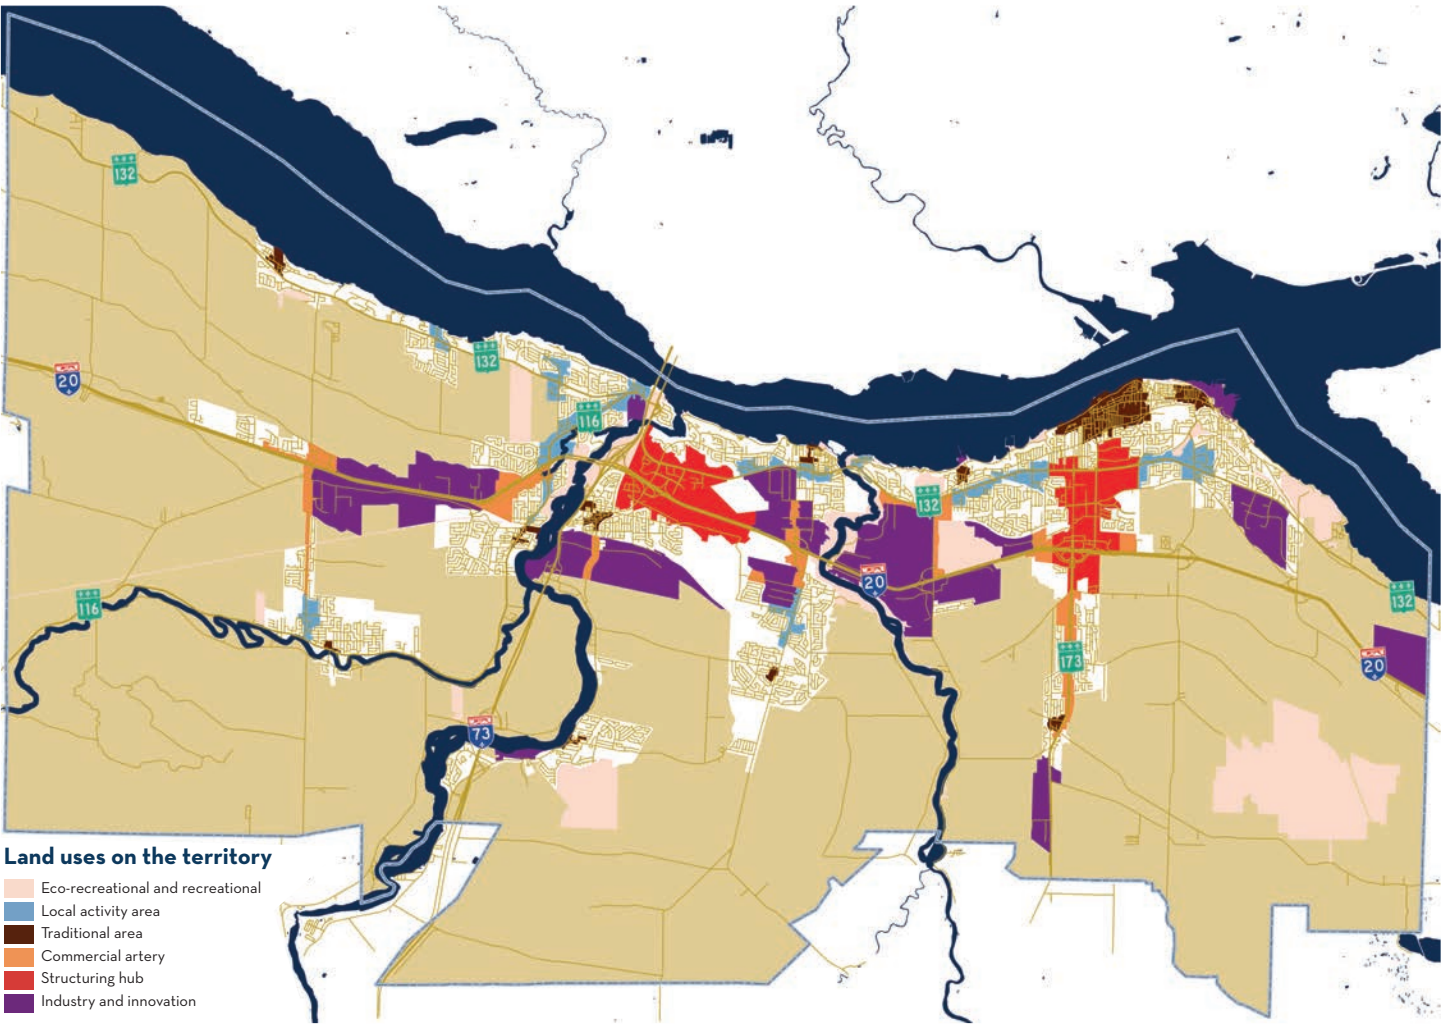 132
20
132
116
132
20
116
173
132
20
73
Land uses on the territory
Eco-recreational and recreational
Local activity area
Traditional area
Commercial artery
Structuring hub
Industry and innovation